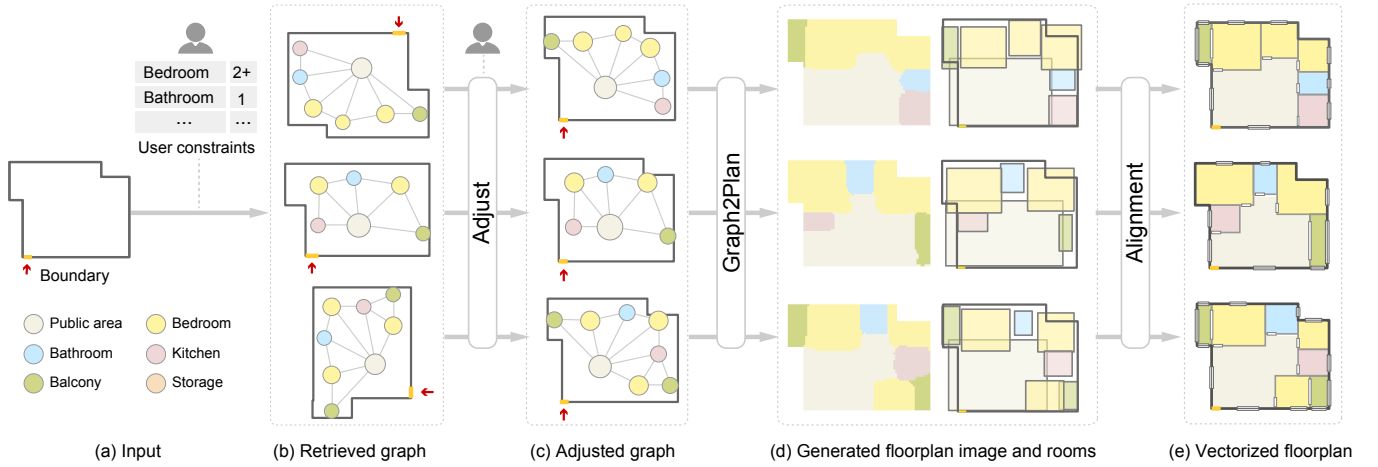 Bedroom 2+
Bathroom 1
... ...
User constraints
Boundary
Public area Bedroom
Bathroom Kitchen
Balcony Storage
Adjust
Graph2Plan
Alignment
(a) Input (b) Retrieved graph (c) Adjusted graph (d) Generated floorplan image and rooms (e) Vectorized floorplan